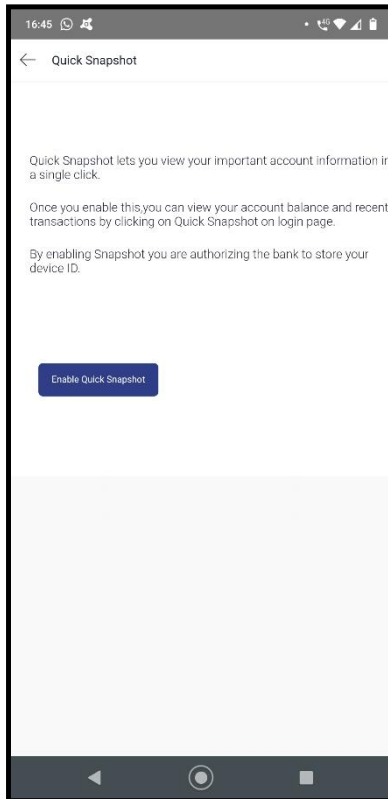 16:45
4G
Quick Snapshot
Quick Snapshot lets you view your important account information in
a single click.
Once you enable this,you can view your account balance and recent
transactions by clicking on Quick Snapshot on login page.
By enabling Snapshot you are authorizing the bank to store your
device ID.
Enable Quick Snapshot